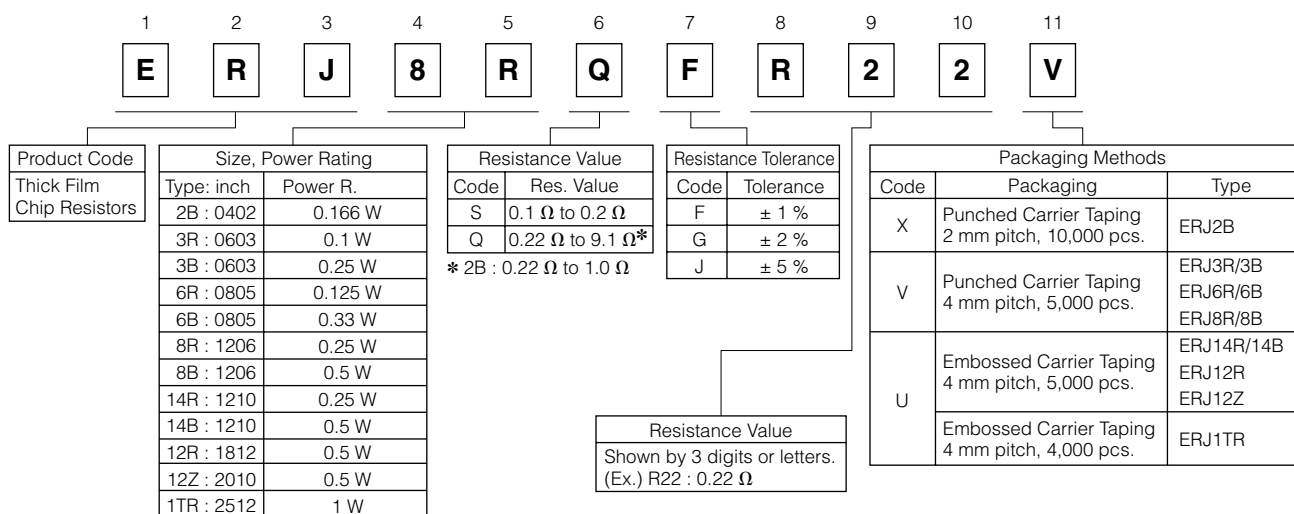 1 2 3 4 5 6 7 8 9 10 11
E R J 8 R Q F R 2 2 V
Product Code
Thick Film
Chip Resistors
Size, Power Rating
Type: inch Power R.
2B : 0402 0.166 W
3R : 0603 0.1 W
3B : 0603 0.25 W
6R : 0805 0.125 W
6B : 0805 0.33 W
8R : 1206 0.25 W
8B : 1206 0.5 W
14R : 1210 0.25 W
14B : 1210 0.5 W
12R : 1812 0.5 W
12Z : 2010 0.5 W
1TR : 2512 1 W
Resistance Value
Code Res. Value
S 0.1 Ω to 0.2 Ω
Q 0.22 Ω to 9.1 Ω*
* 2B : 0.22 Ω to 1.0 Ω
Resistance Tolerance
Code Tolerance
F ± 1 %
G ± 2 %
J ± 5 %
Resistance Value
Shown by 3 digits or letters.
(Ex.) R22 : 0.22 Ω
Packaging Methods
Code Packaging Type
X Punched Carrier Taping
2 mm pitch, 10,000 pcs.
ERJ2B
V Punched Carrier Taping
4 mm pitch, 5,000 pcs.
ERJ3R/3B
ERJ6R/6B
ERJ8R/8B
U Embossed Carrier Taping
4 mm pitch, 5,000 pcs.
ERJ14R/14B
ERJ12R
ERJ12Z
Embossed Carrier Taping
4 mm pitch, 4,000 pcs.
ERJ1TR